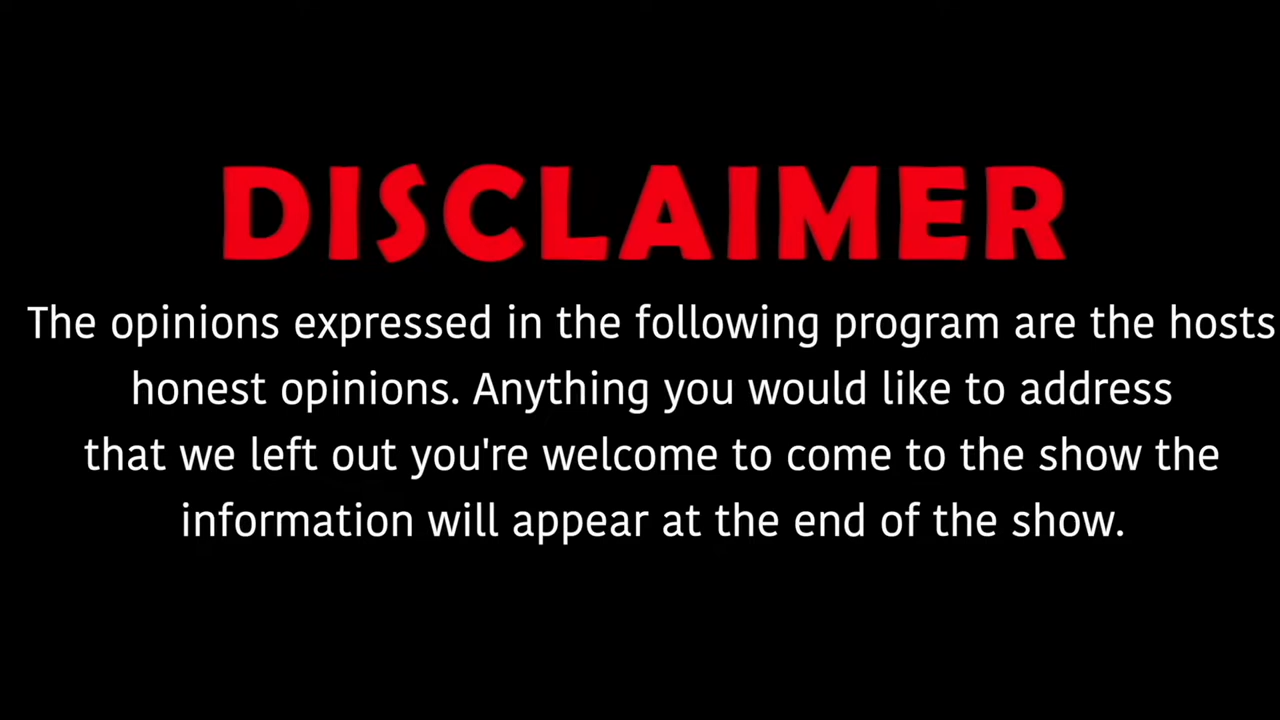 DISCLAIMER
The opinions expressed in the following program are the hosts
honest opinions. Anything you would like to address
that we left out you're welcome to come to the show the
information will appear at the end of the show.